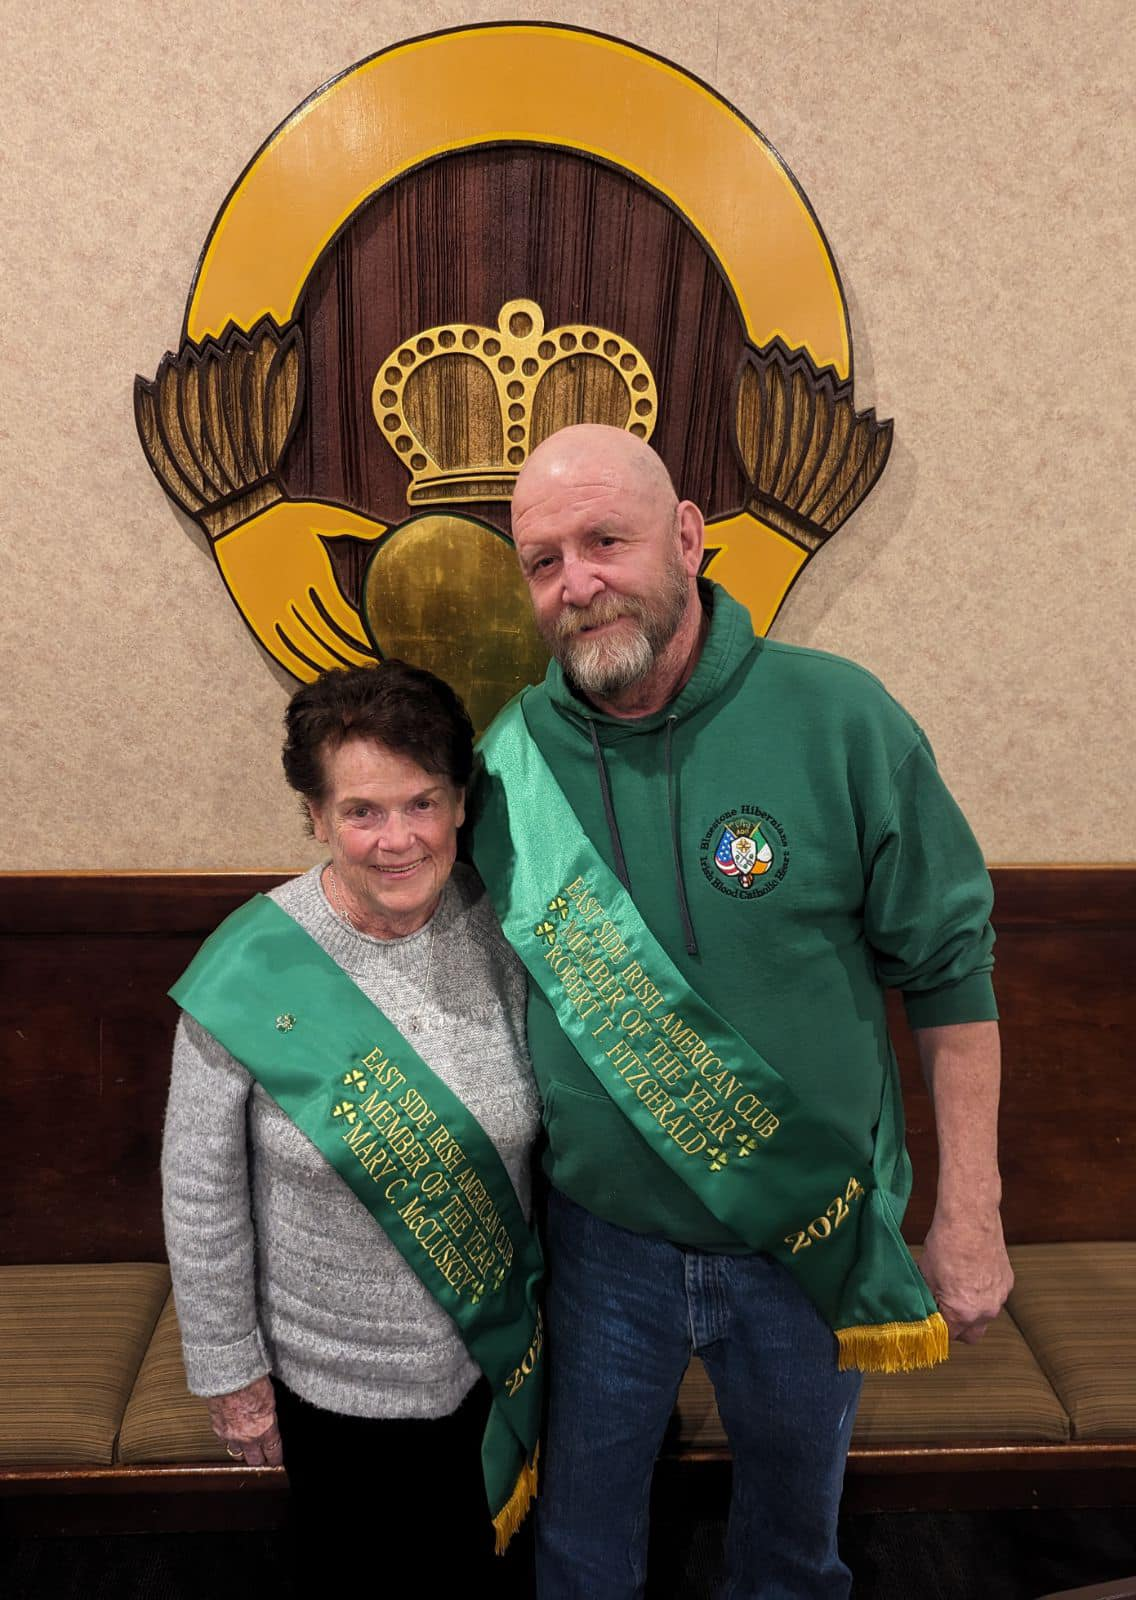 EAST SIDE IRISH AMERICAN CLUB
MEMBER OF THE YEAR
MARY C. McCLUSKEY
EAST SIDE IRISH AMERICAN CLUB
MEMBER OF THE YEAR
ROBERT T. FITZGERALD
2024
Bluestone Hibernians
AOH
Irish Blood Catholic Heart